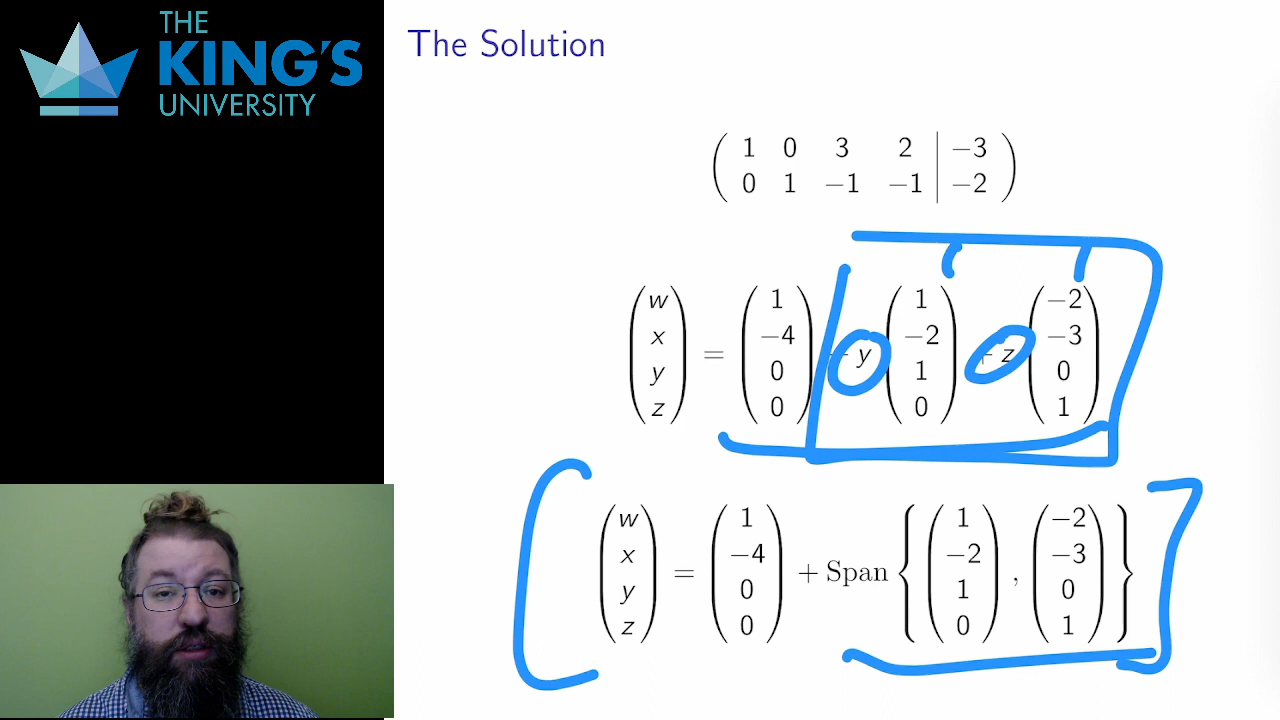 THE
KING'S
UNIVERSITY
The Solution
( 1 0 3 2 | −3 )
( 0 1 −1 −1 | −2 )
(w x y z) = (1 −4 0 0) + y (1 −2 1 0) + z (−2 −3 0 1)
(w x y z) = (1 −4 0 0) + Span { (1 −2 1 0) , (−2 −3 0 1) }